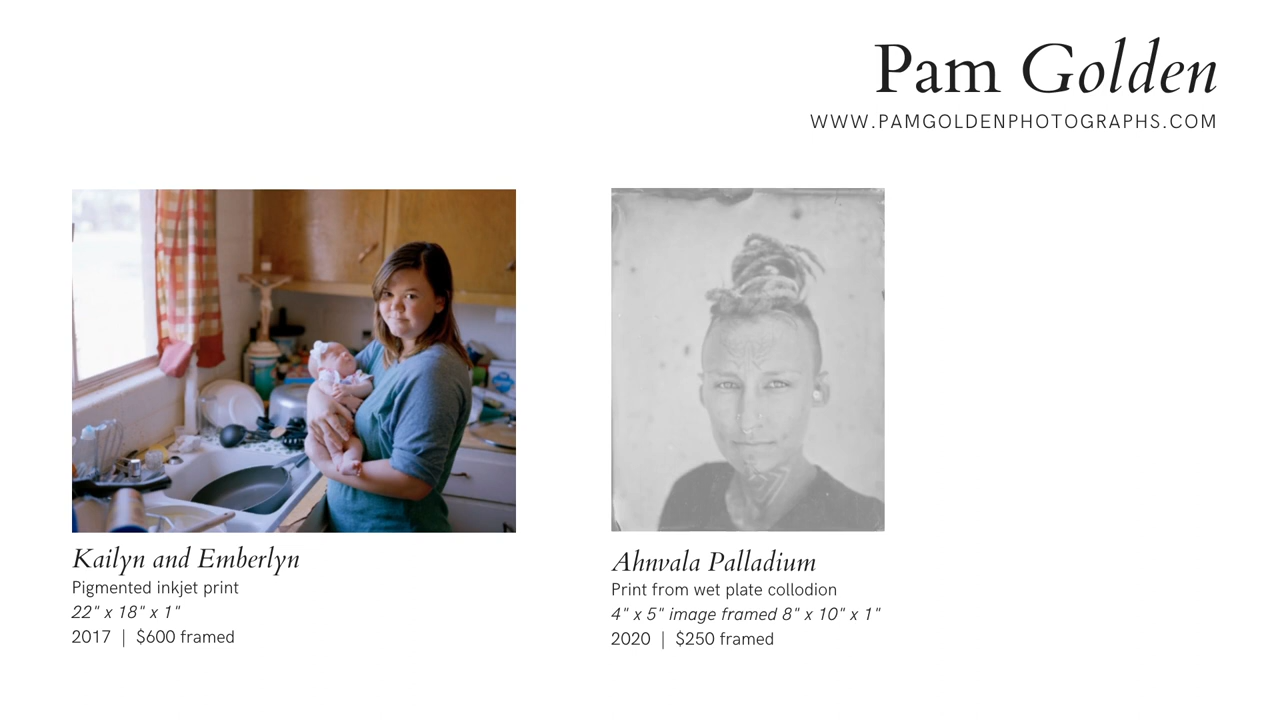 Pam Golden
WWW.PAMGOLDENPHOTOGRAPHS.COM
Kailyn and Emberlyn
Pigmented inkjet print
22" x 18" x 1"
2017 | $600 framed
Ahnvala Palladium
Print from wet plate collodion
4" x 5" image framed 8" x 10" x 1"
2020 | $250 framed